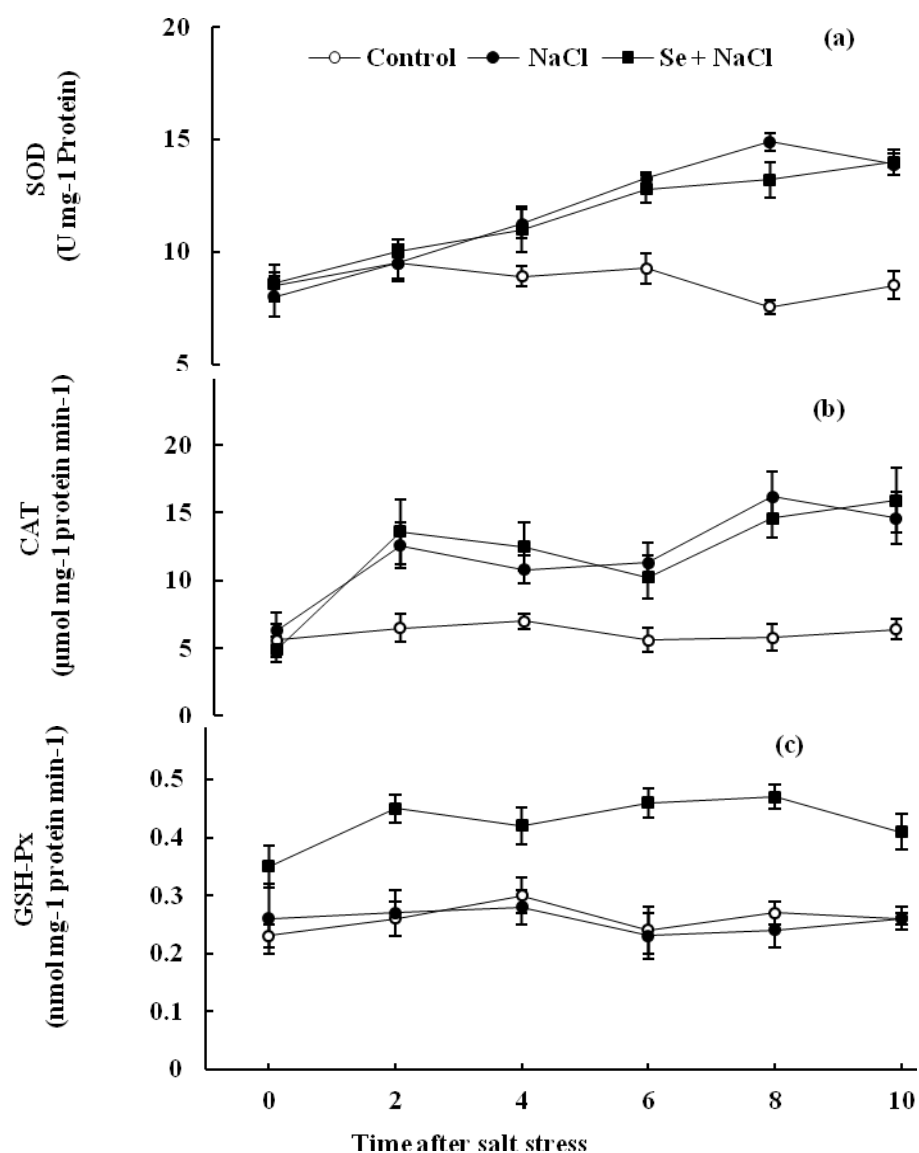 20
(a)
Control NaCl Se + NaCl
SOD
(U mg-1 Protein)
15
10
5
(b)
CAT
(µmol mg-1 protein min-1)
20
15
10
5
0
(c)
GSH-Px
(nmol mg-1 protein min-1)
0.5
0.4
0.3
0.2
0.1
0
0 2 4 6 8 10
Time after salt stress